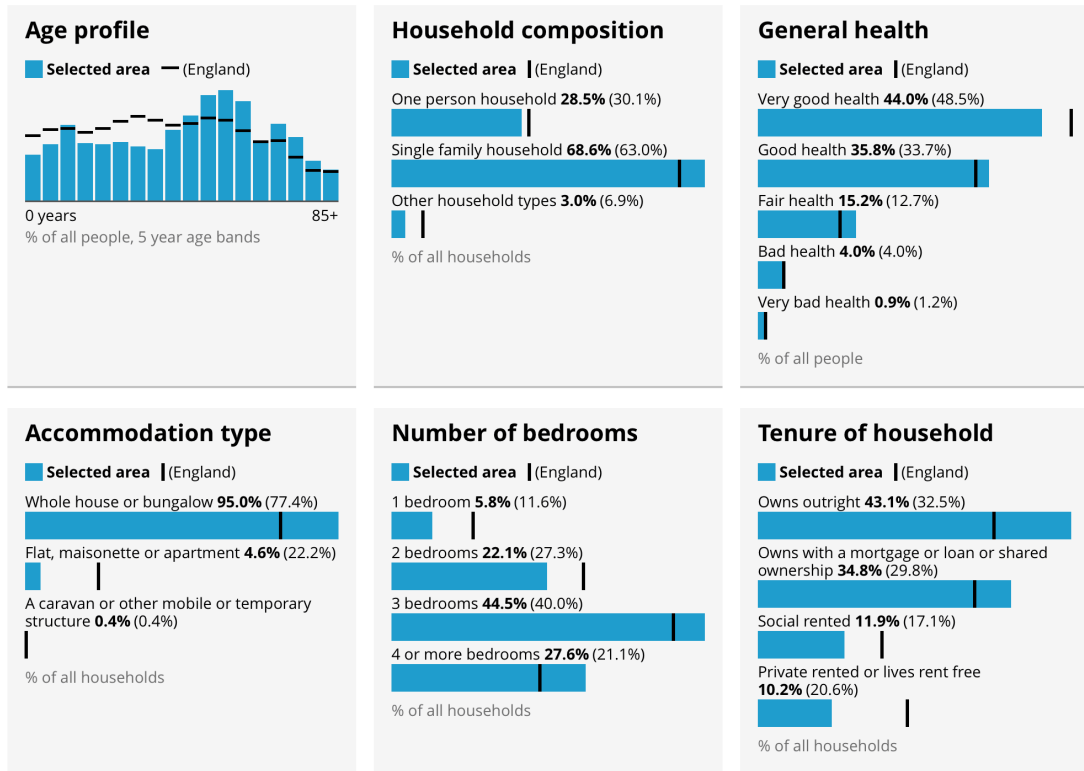 Age profile
Selected area (England)
0 years 85+
% of all people, 5 year age bands
Household composition
Selected area (England)
One person household 28.5% (30.1%)
Single family household 68.6% (63.0%)
Other household types 3.0% (6.9%)
% of all households
General health
Selected area (England)
Very good health 44.0% (48.5%)
Good health 35.8% (33.7%)
Fair health 15.2% (12.7%)
Bad health 4.0% (4.0%)
Very bad health 0.9% (1.2%)
% of all people
Accommodation type
Selected area (England)
Whole house or bungalow 95.0% (77.4%)
Flat, maisonette or apartment 4.6% (22.2%)
A caravan or other mobile or temporary
structure 0.4% (0.4%)
% of all households
Number of bedrooms
Selected area (England)
1 bedroom 5.8% (11.6%)
2 bedrooms 22.1% (27.3%)
3 bedrooms 44.5% (40.0%)
4 or more bedrooms 27.6% (21.1%)
% of all households
Tenure of household
Selected area (England)
Owns outright 43.1% (32.5%)
Owns with a mortgage or loan or shared
ownership 34.8% (29.8%)
Social rented 11.9% (17.1%)
Private rented or lives rent free
10.2% (20.6%)
% of all households